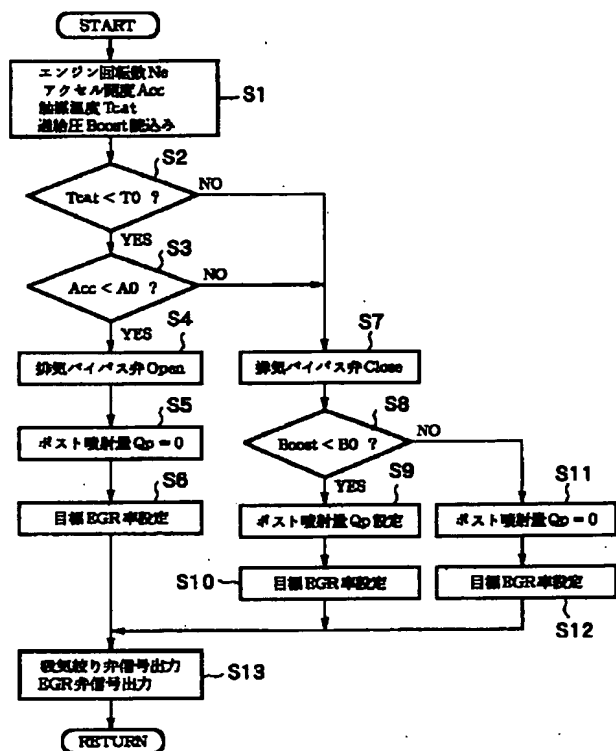 START
エンジン回転数Ne
アクセル開度Acc
触媒温度Tcat
過給圧Boost読込み
S1
S2
Tcat < T0 ?
NO
YES
S3
Acc < A0 ?
NO
YES
S4
排気バイパス弁Open
S5
ポスト噴射量Qp = 0
S6
目標EGR率設定
S7
排気バイパス弁Close
S8
Boost < B0 ?
NO
YES
S9
ポスト噴射量Qp設定
S10
目標EGR率設定
S11
ポスト噴射量Qp = 0
目標EGR率設定
S12
吸気絞り弁信号出力
EGR弁信号出力
S13
RETURN